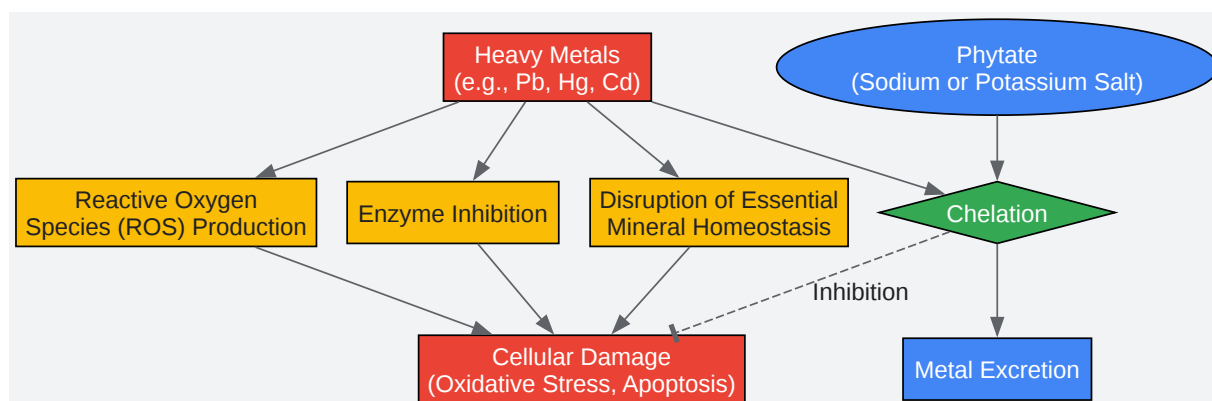 Heavy Metals
(e.g., Pb, Hg, Cd)
Phytate
(Sodium or Potassium Salt)
Reactive Oxygen
Species (ROS) Production
Enzyme Inhibition
Disruption of Essential
Mineral Homeostasis
Chelation
Inhibition
Cellular Damage
(Oxidative Stress, Apoptosis)
Metal Excretion